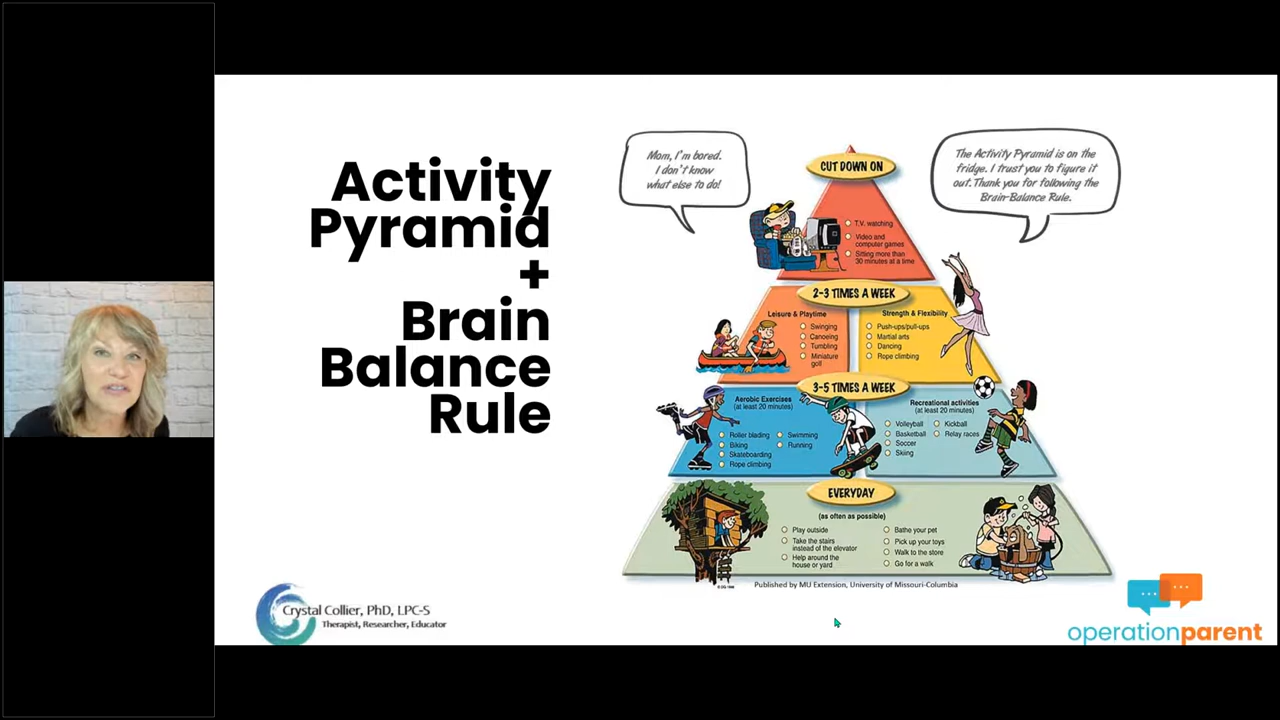 Activity
Pyramid
+
Brain
Balance
Rule
Mom, I'm bored.
I don't know
what else to do!
The Activity Pyramid is on the
fridge. I trust you to figure it
out. Thank you for following the
Brain-Balance Rule.
CUT DOWN ON
T.V. watching
Video and
computer games
Sitting more than
30 minutes at a time
2-3 TIMES A WEEK
Leisure & Playtime
Swinging
Canoeing
Tumbling
Miniature
golf
Strength & Flexibility
Push-ups/pull-ups
Martial arts
Dancing
Rope climbing
3-5 TIMES A WEEK
Aerobic Exercises
(at least 20 minutes)
Roller blading
Biking
Skateboarding
Rope climbing
Swimming
Running
Recreational activities
(at least 20 minutes)
Volleyball
Basketball
Soccer
Skiing
Kickball
Relay races
EVERYDAY
(as often as possible)
Play outside
Take the stairs
instead of the elevator
Help around the
house or yard
Bathe your pet
Pick up your toys
Walk to the store
Go for a walk
Published by MU Extension, University of Missouri-Columbia
Crystal Collier, PhD, LPC-S
Therapist, Researcher, Educator
operationparent